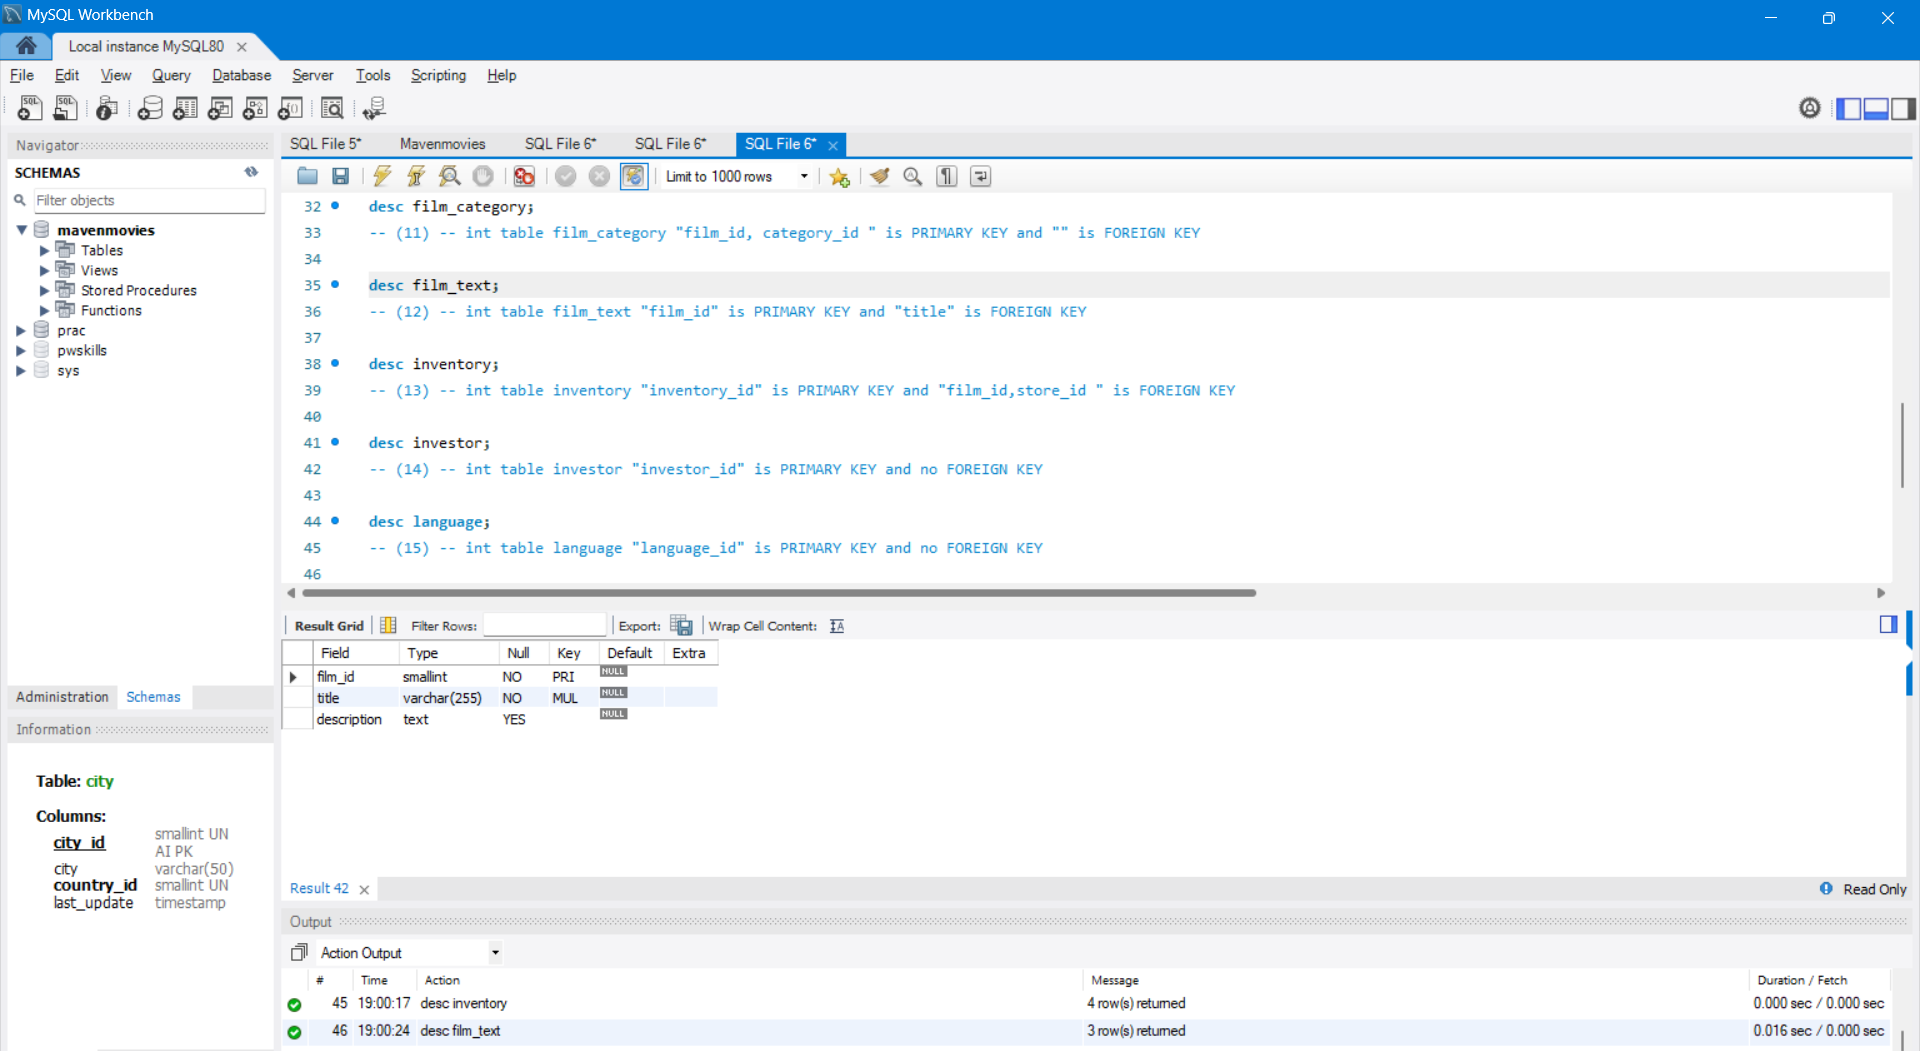 MySQL Workbench
Local instance MySQL80
File Edit View Query Database Server Tools Scripting Help
Navigator
SCHEMAS
Filter objects
mavenmovies
Tables
Views
Stored Procedures
Functions
prac
pwskills
sys
Administration Schemas
Information
Table: city
Columns:
city_id smallint UN AI PK
city varchar(50)
country_id smallint UN
last_update timestamp
SQL File 5* Mavenmovies SQL File 6* SQL File 6* SQL File 6*
Limit to 1000 rows
32 desc film_category;
33 -- (11) -- int table film_category "film_id, category_id " is PRIMARY KEY and "" is FOREIGN KEY
34
35 desc film_text;
36 -- (12) -- int table film_text "film_id" is PRIMARY KEY and "title" is FOREIGN KEY
37
38 desc inventory;
39 -- (13) -- int table inventory "inventory_id" is PRIMARY KEY and "film_id,store_id " is FOREIGN KEY
40
41 desc investor;
42 -- (14) -- int table investor "investor_id" is PRIMARY KEY and no FOREIGN KEY
43
44 desc language;
45 -- (15) -- int table language "language_id" is PRIMARY KEY and no FOREIGN KEY
46
Result Grid Filter Rows: Export: Wrap Cell Content:
Field Type Null Key Default Extra
film_id smallint NO PRI NULL
title varchar(255) NO MUL NULL
description text YES NULL
Result 42 Read Only
Output
Action Output
# Time Action Message Duration / Fetch
45 19:00:17 desc inventory 4 row(s) returned 0.000 sec / 0.000 sec
46 19:00:24 desc film_text 3 row(s) returned 0.016 sec / 0.000 sec